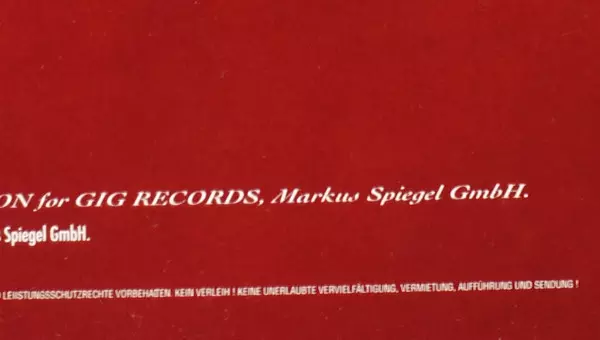 ON for GIG RECORDS, Markus Spiegel GmbH.
s Spiegel GmbH.
LEISTUNGSSCHUTZRECHTE VORBEHALTEN. KEIN VERLEIH ! KEINE UNERLAUBTE VERVIELFÄLTIGUNG, VERMIETUNG, AUFFÜHRUNG UND SENDUNG !